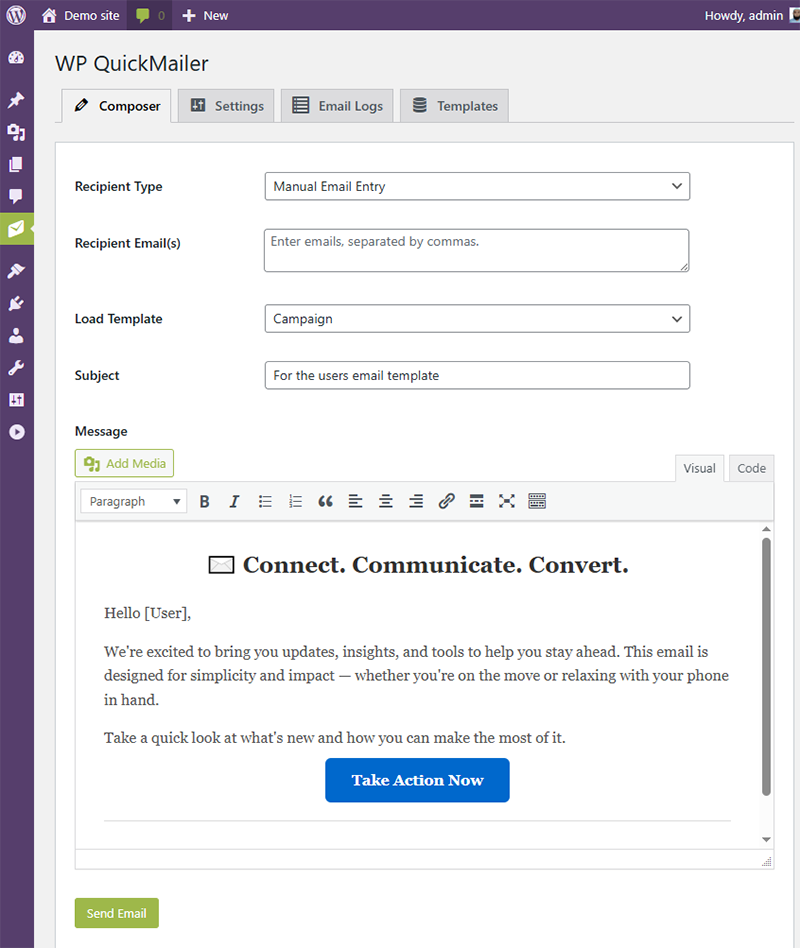 Demo site 0 New Howdy, admin
WP QuickMailer
Composer Settings Email Logs Templates
Recipient Type Manual Email Entry
Recipient Email(s) Enter emails, separated by commas.
Load Template Campaign
Subject For the users email template
Message
Add Media Visual Code
Paragraph B I
Connect. Communicate. Convert.
Hello [User],
We're excited to bring you updates, insights, and tools to help you stay ahead. This email is
designed for simplicity and impact — whether you're on the move or relaxing with your phone
in hand.
Take a quick look at what's new and how you can make the most of it.
Take Action Now
Send Email